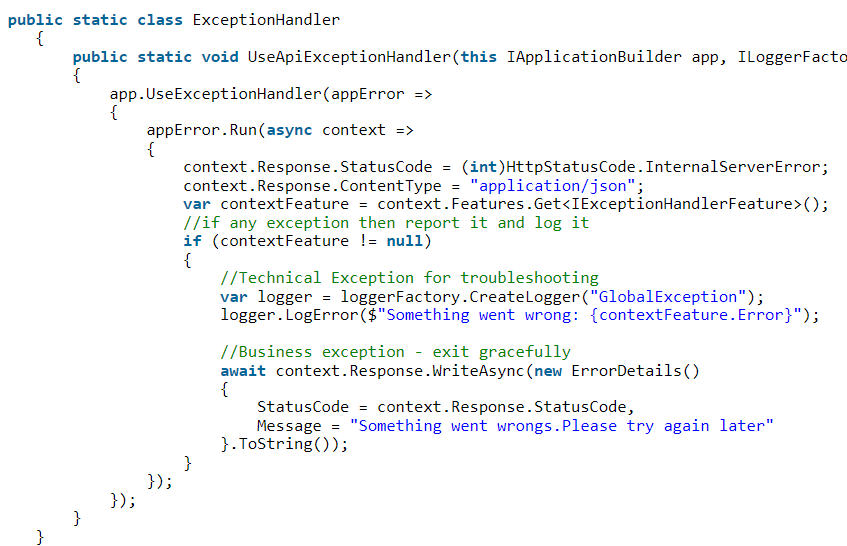 public static class ExceptionHandler
{
public static void UseApiExceptionHandler(this IApplicationBuilder app, ILoggerFacto
{
app.UseExceptionHandler(appError =>
{
appError.Run(async context =>
{
context.Response.StatusCode = (int)HttpStatusCode.InternalServerError;
context.Response.ContentType = "application/json";
var contextFeature = context.Features.Get<IExceptionHandlerFeature>();
//if any exception then report it and log it
if (contextFeature != null)
{
//Technical Exception for troubleshooting
var logger = loggerFactory.CreateLogger("GlobalException");
logger.LogError($"Something went wrong: {contextFeature.Error}");
//Business exception - exit gracefully
await context.Response.WriteAsync(new ErrorDetails()
{
StatusCode = context.Response.StatusCode,
Message = "Something went wrongs.Please try again later"
}.ToString());
}
});
});
}
}